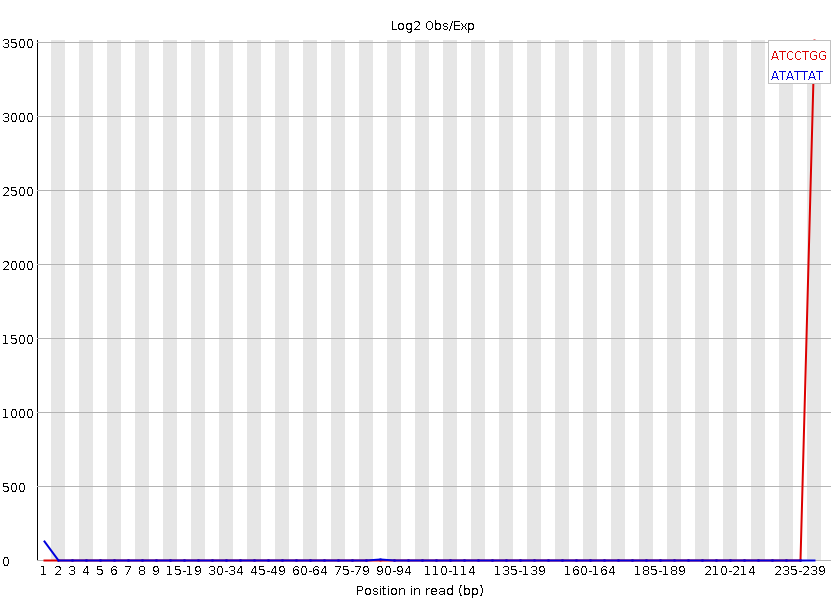 Log2 Obs/Exp
3500
3000
2500
2000
1500
1000
500
0
ATCCTGG
ATATTAT
1 2 3 4 5 6 7 8 9 15-19 30-34 45-49 60-64 75-79 90-94 110-114 135-139 160-164 185-189 210-214 235-239
Position in read (bp)